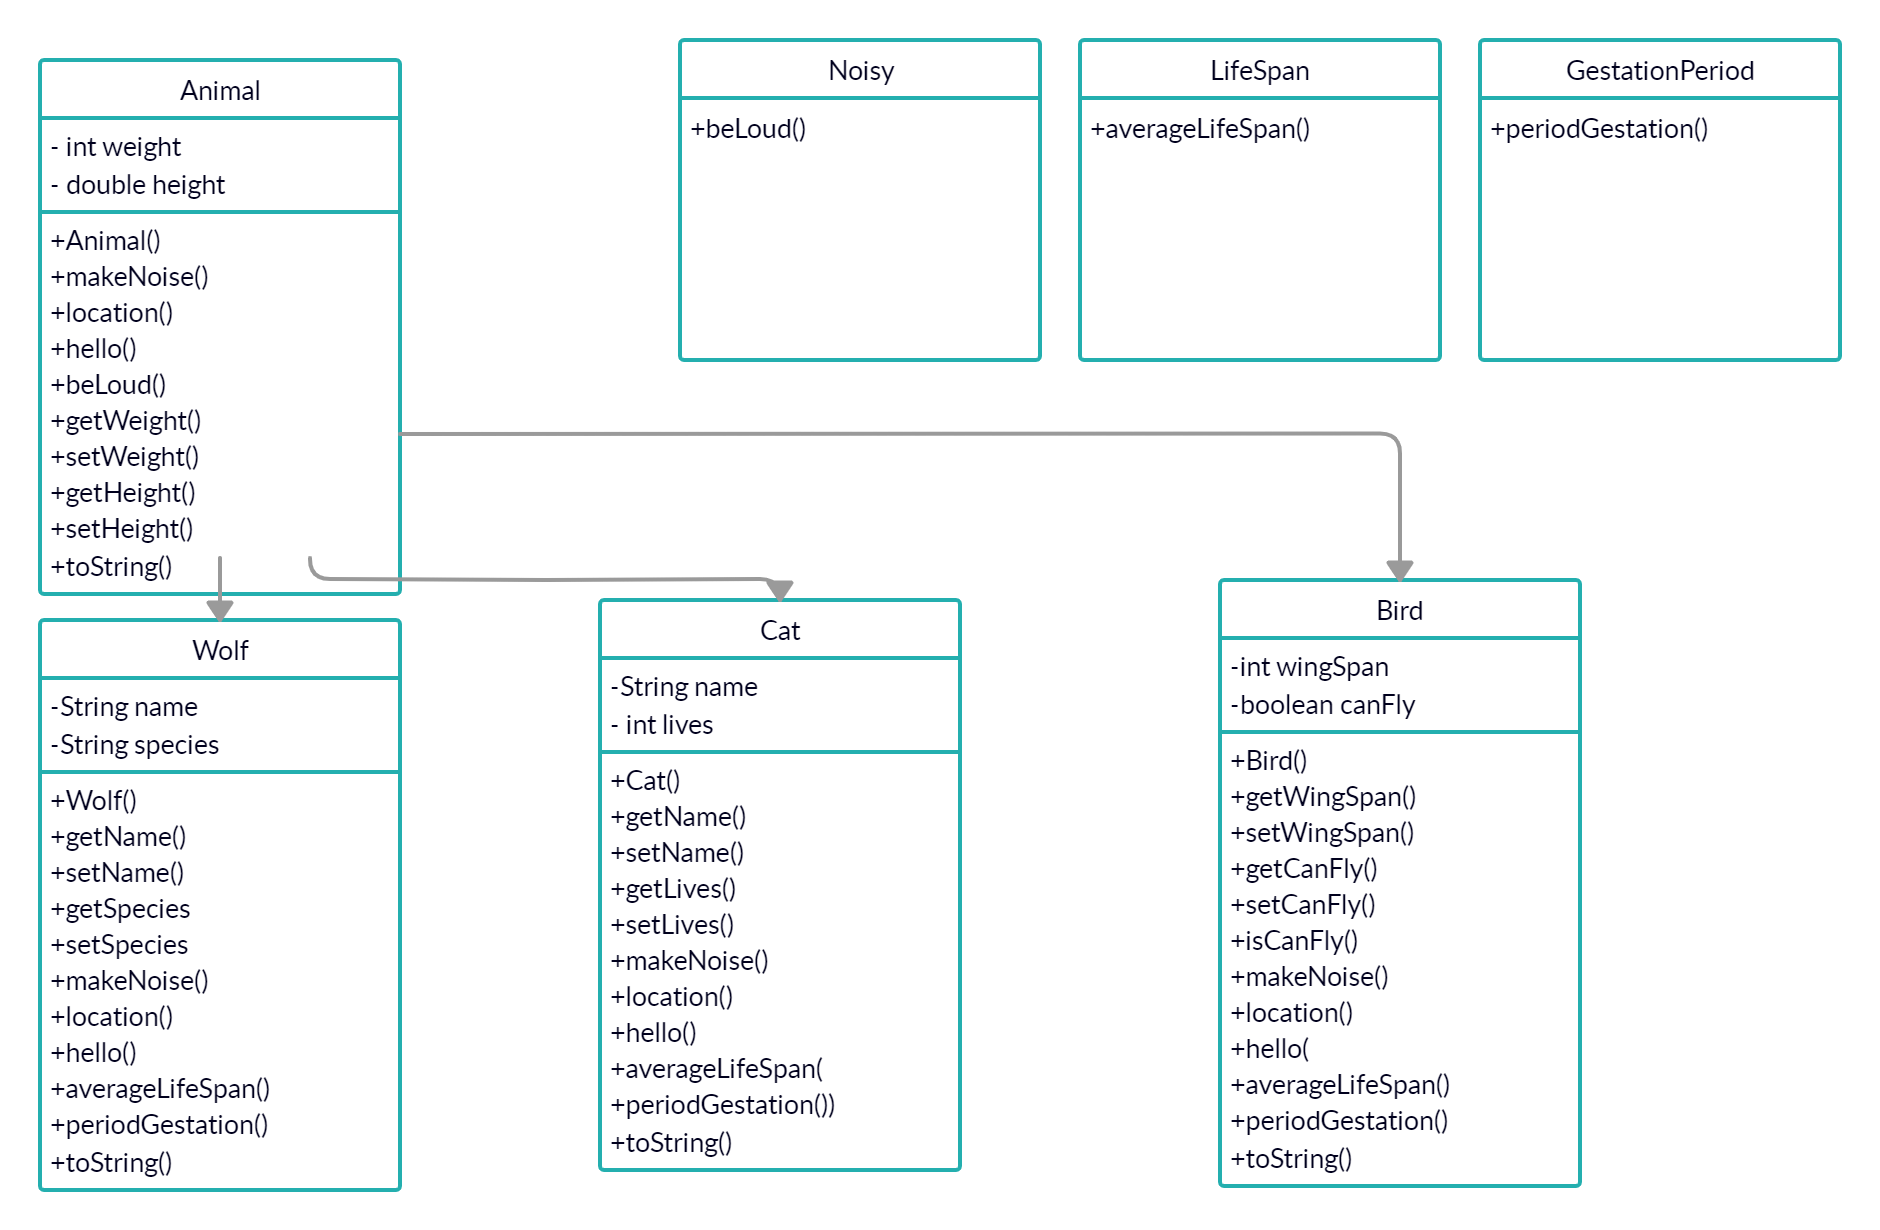 Animal
- int weight
- double height
+Animal()
+makeNoise()
+location()
+hello()
+beLoud()
+getWeight()
+setWeight()
+getHeight()
+setHeight()
+toString()
Noisy
+beLoud()
LifeSpan
+averageLifeSpan()
GestationPeriod
+periodGestation()
Wolf
-String name
-String species
+Wolf()
+getName()
+setName()
+getSpecies
+setSpecies
+makeNoise()
+location()
+hello()
+averageLifeSpan()
+periodGestation()
+toString()
Cat
-String name
- int lives
+Cat()
+getName()
+setName()
+getLives()
+setLives()
+makeNoise()
+location()
+hello()
+averageLifeSpan(
+periodGestation())
+toString()
Bird
-int wingSpan
-boolean canFly
+Bird()
+getWingSpan()
+setWingSpan()
+getCanFly()
+setCanFly()
+isCanFly()
+makeNoise()
+location()
+hello(
+averageLifeSpan()
+periodGestation()
+toString()